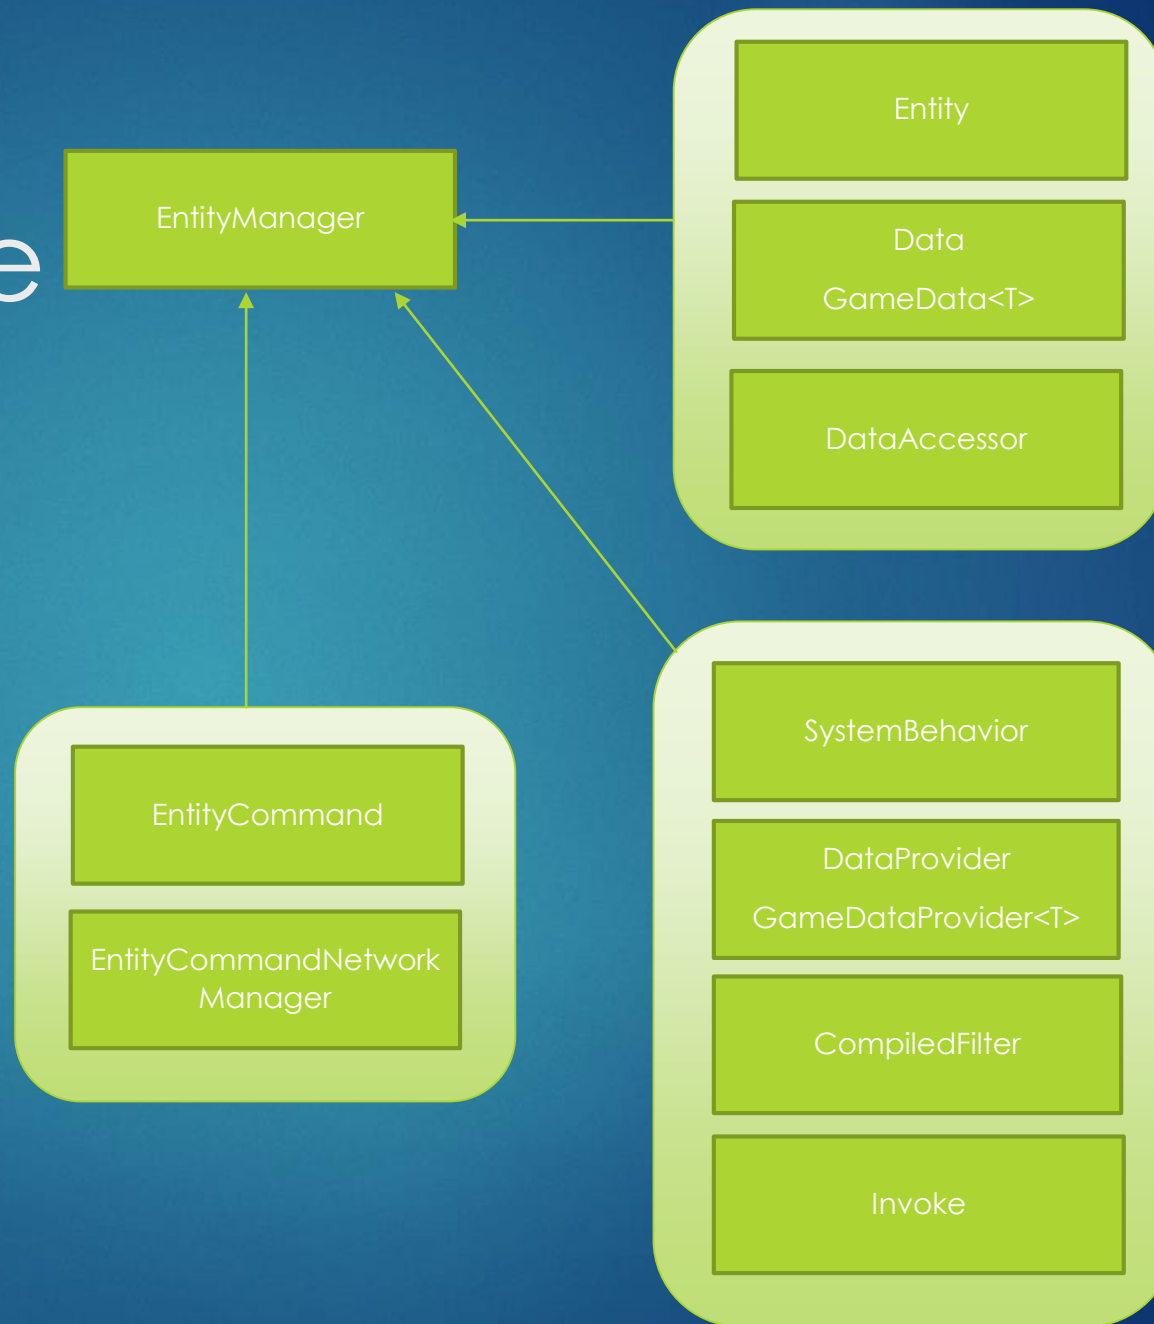 e
EntityManager
Entity
Data
GameData<T>
DataAccessor
EntityCommand
EntityCommandNetwork
Manager
SystemBehavior
DataProvider
GameDataProvider<T>
CompiledFilter
Invoke